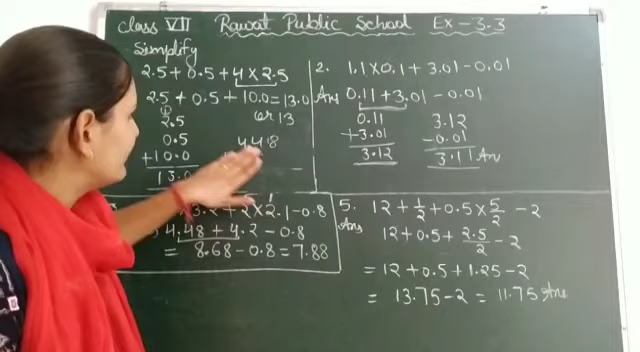 Class VII Rawat Public School Ex-3.3
Simplify
2.5+0.5+4×2.5
2.5+0.5+10.0=13.0
or 13
①
2.5
0.5
+10.0
13.0
4.48
2. 1.1×0.1+3.01-0.01
Ans 0.11+3.01-0.01
0.11 3.12
+3.01 -0.01
3.12 3.11 Ans
3.2+2×2.1-0.8
4.48+4.2-0.8
= 8.68-0.8=7.88
5. 12+1/2+0.5×5/2-2
Ans 12+0.5+2.5/2-2
=12+0.5+1.25-2
= 13.75-2=11.75 Ans